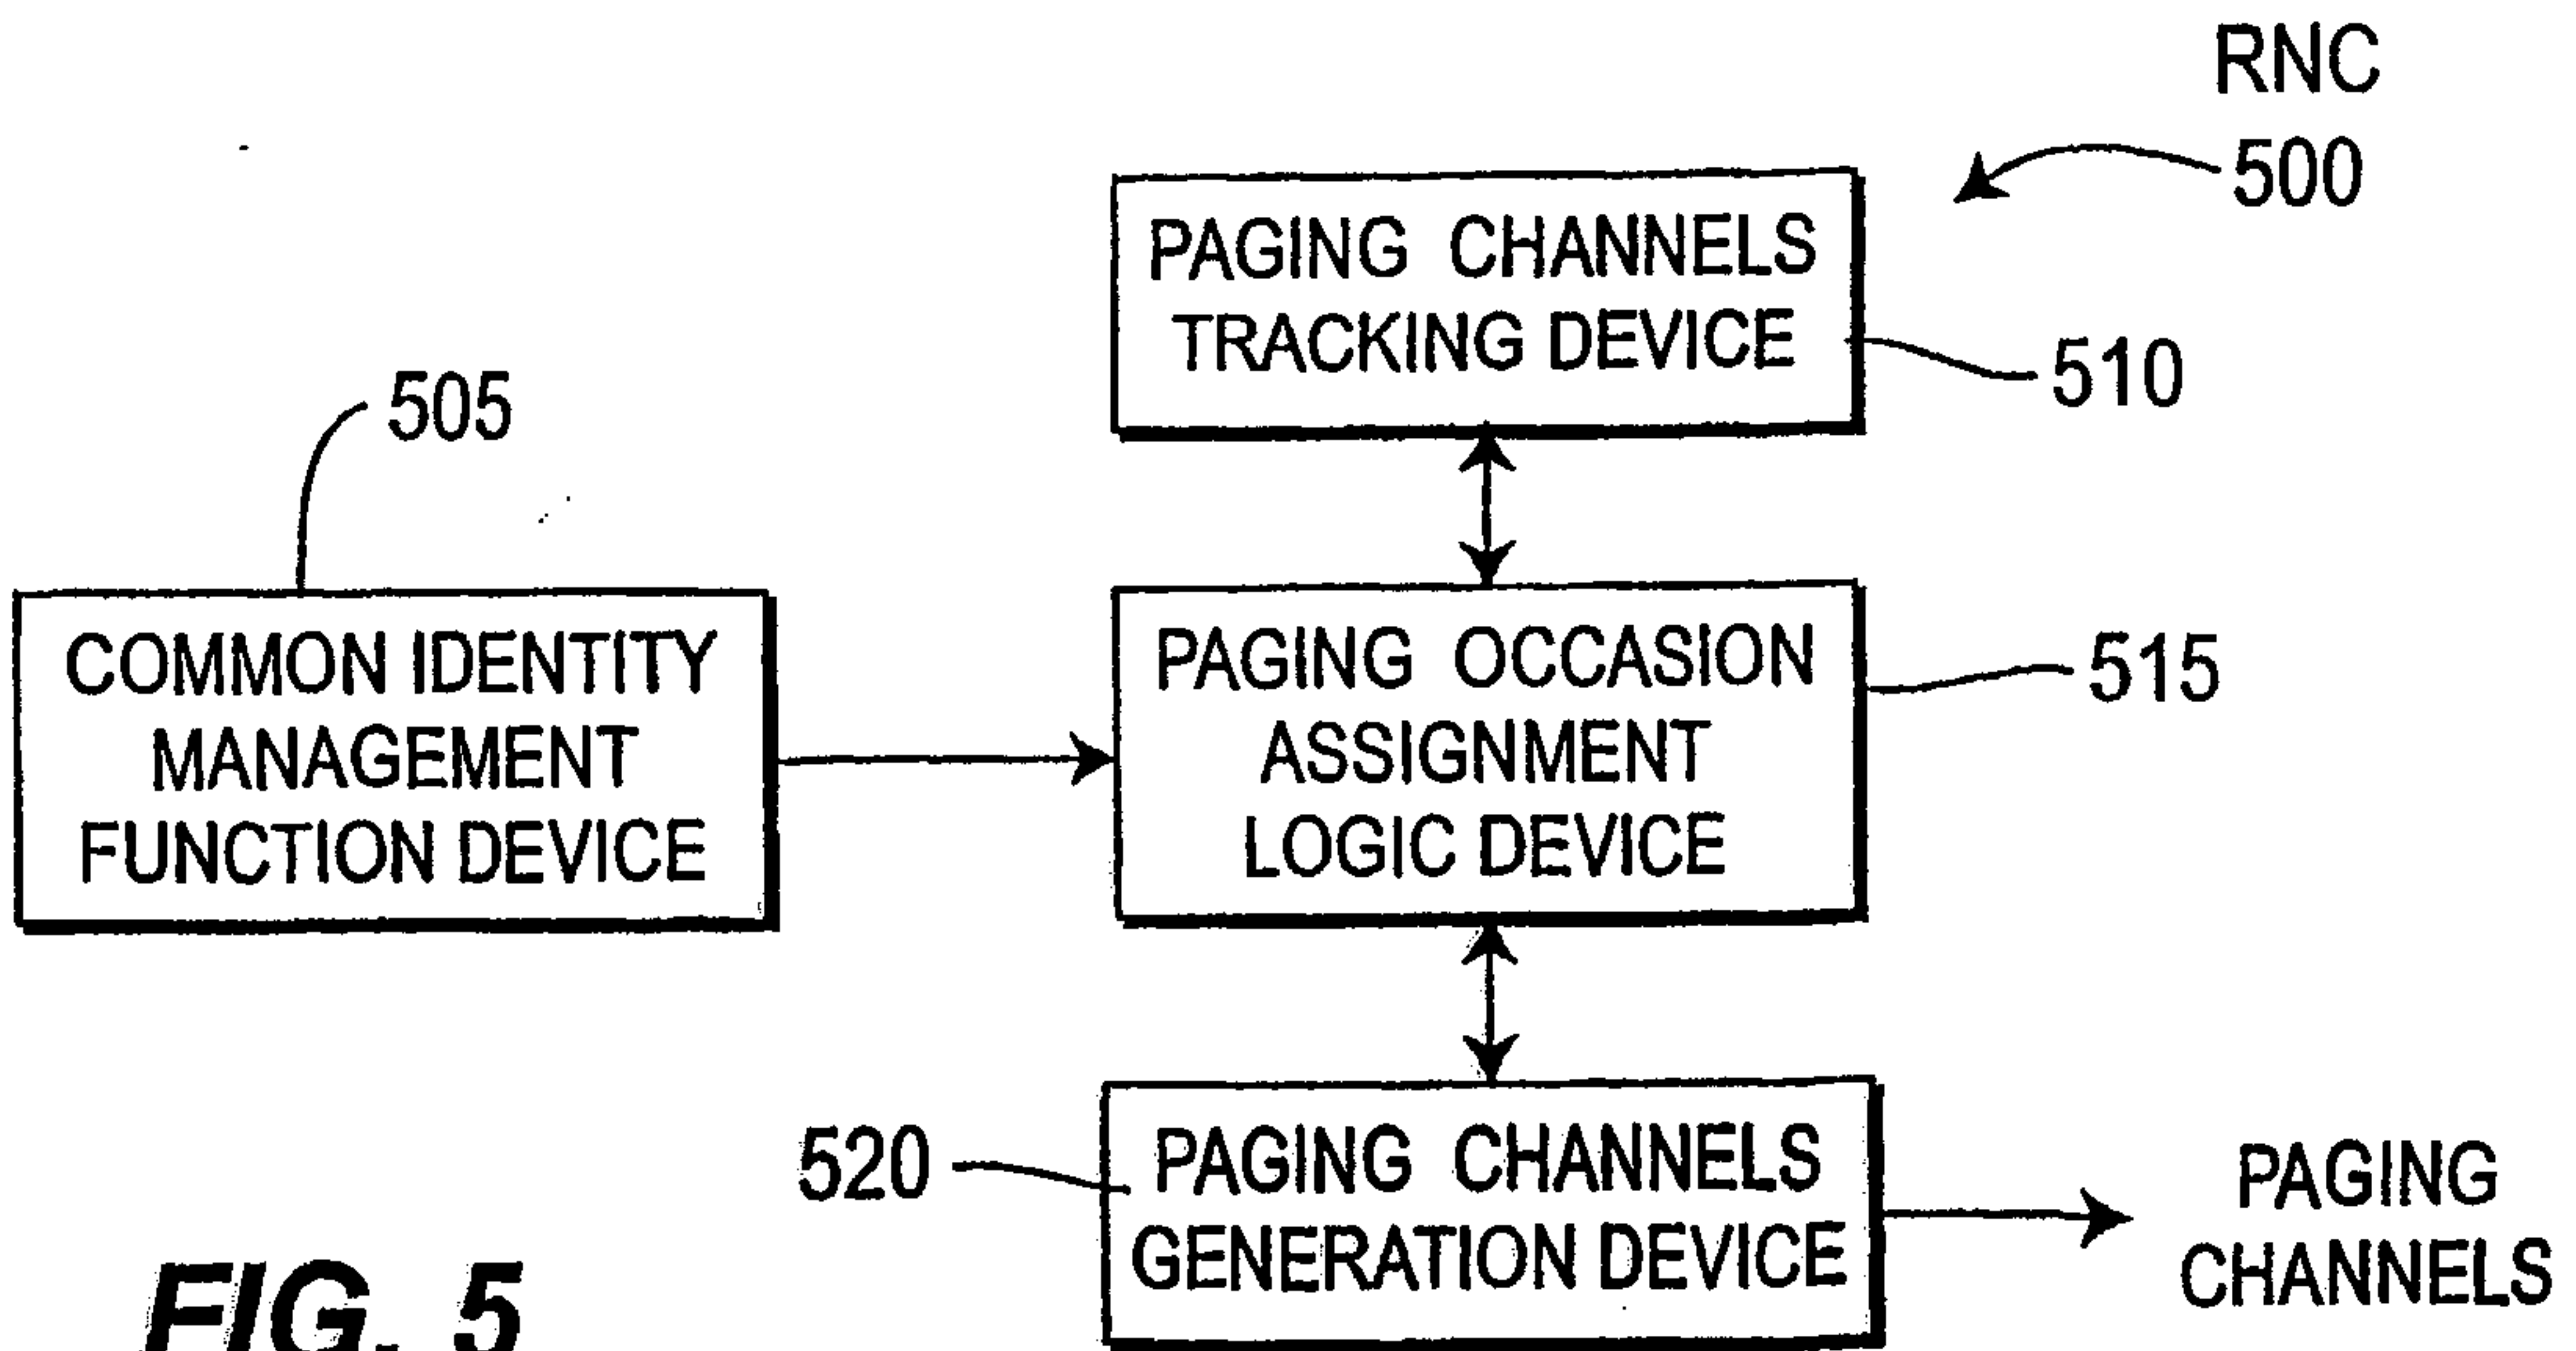 RNC
500
PAGING CHANNELS
TRACKING DEVICE
510
505
COMMON IDENTITY
MANAGEMENT
FUNCTION DEVICE
PAGING OCCASION
ASSIGNMENT
LOGIC DEVICE
515
520
PAGING CHANNELS
GENERATION DEVICE
PAGING
CHANNELS
FIG. 5